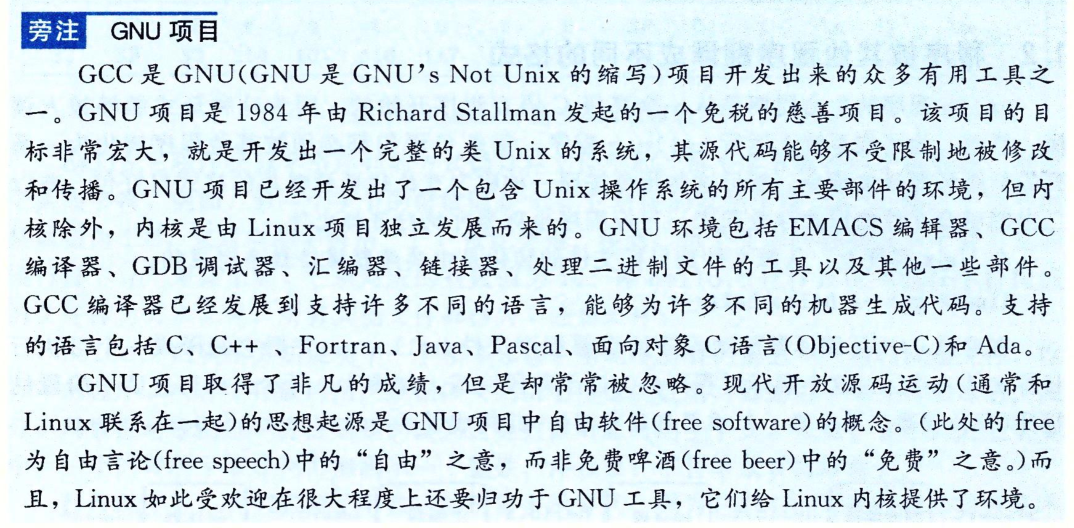 旁注 GNU 项目
GCC 是 GNU(GNU 是 GNU's Not Unix 的缩写)项目开发出来的众多有用工具之
一。GNU 项目是 1984 年由 Richard Stallman 发起的一个免税的慈善项目。该项目的目
标非常宏大，就是开发出一个完整的类 Unix 的系统，其源代码能够不受限制地被修改
和传播。GNU 项目已经开发出了一个包含 Unix 操作系统的所有主要部件的环境，但内
核除外，内核是由 Linux 项目独立发展而来的。GNU 环境包括 EMACS 编辑器、GCC
编译器、GDB 调试器、汇编器、链接器、处理二进制文件的工具以及其他一些部件。
GCC 编译器已经发展到支持许多不同的语言，能够为许多不同的机器生成代码。支持
的语言包括 C、C++ 、Fortran、Java、Pascal、面向对象 C 语言(Objective-C)和 Ada。
GNU 项目取得了非凡的成绩，但是却常常被忽略。现代开放源码运动(通常和
Linux 联系在一起)的思想起源是 GNU 项目中自由软件(free software)的概念。(此处的 free
为自由言论(free speech)中的“自由”之意，而非免费啤酒(free beer)中的“免费”之意。)而
且，Linux 如此受欢迎在很大程度上还要归功于 GNU 工具，它们给 Linux 内核提供了环境。